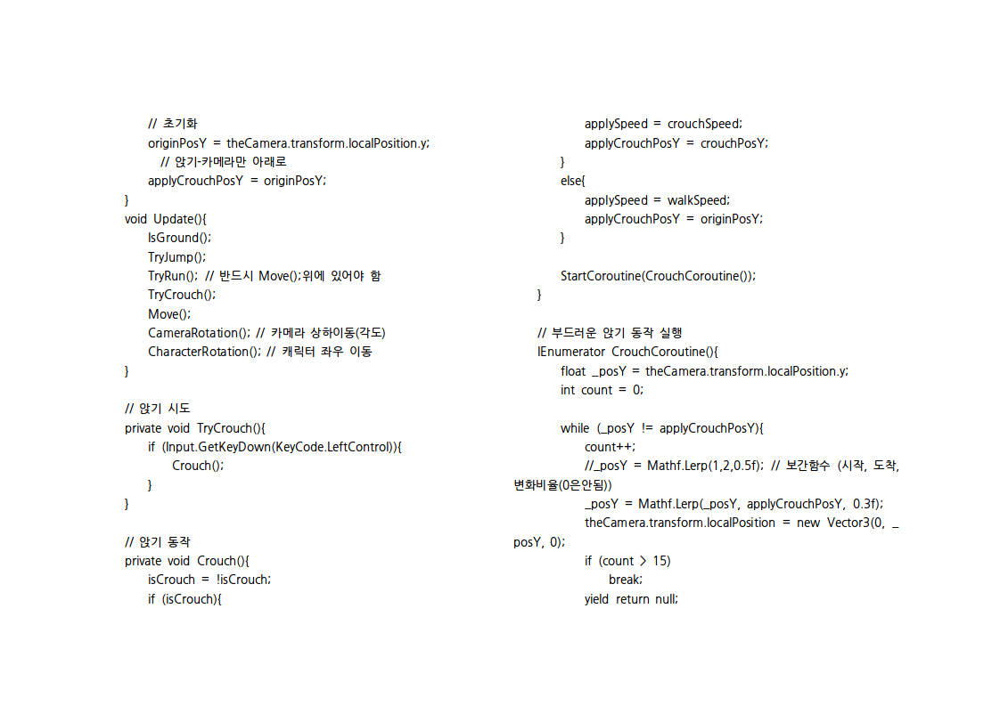 // 초기화
originPosY = theCamera.transform.localPosition.y;
// 앉기-카메라만 아래로
applyCrouchPosY = originPosY;
}
void Update(){
IsGround();
TryJump();
TryRun(); // 반드시 Move();위에 있어야 함
TryCrouch();
Move();
CameraRotation(); // 카메라 상하이동(각도)
CharacterRotation(); // 캐릭터 좌우 이동
}
// 앉기 시도
private void TryCrouch(){
if (Input.GetKeyDown(KeyCode.LeftControl)){
Crouch();
}
}
// 앉기 동작
private void Crouch(){
isCrouch = !isCrouch;
if (isCrouch){
applySpeed = crouchSpeed;
applyCrouchPosY = crouchPosY;
}
else{
applySpeed = walkSpeed;
applyCrouchPosY = originPosY;
}
StartCoroutine(CrouchCoroutine());
}
// 부드러운 앉기 동작 실행
IEnumerator CrouchCoroutine(){
float _posY = theCamera.transform.localPosition.y;
int count = 0;
while (_posY != applyCrouchPosY){
count++;
//_posY = Mathf.Lerp(1,2,0.5f); // 보간함수 (시작, 도착,
변화비율(0은안됨))
_posY = Mathf.Lerp(_posY, applyCrouchPosY, 0.3f);
theCamera.transform.localPosition = new Vector3(0, _
posY, 0);
if (count > 15)
break;
yield return null;